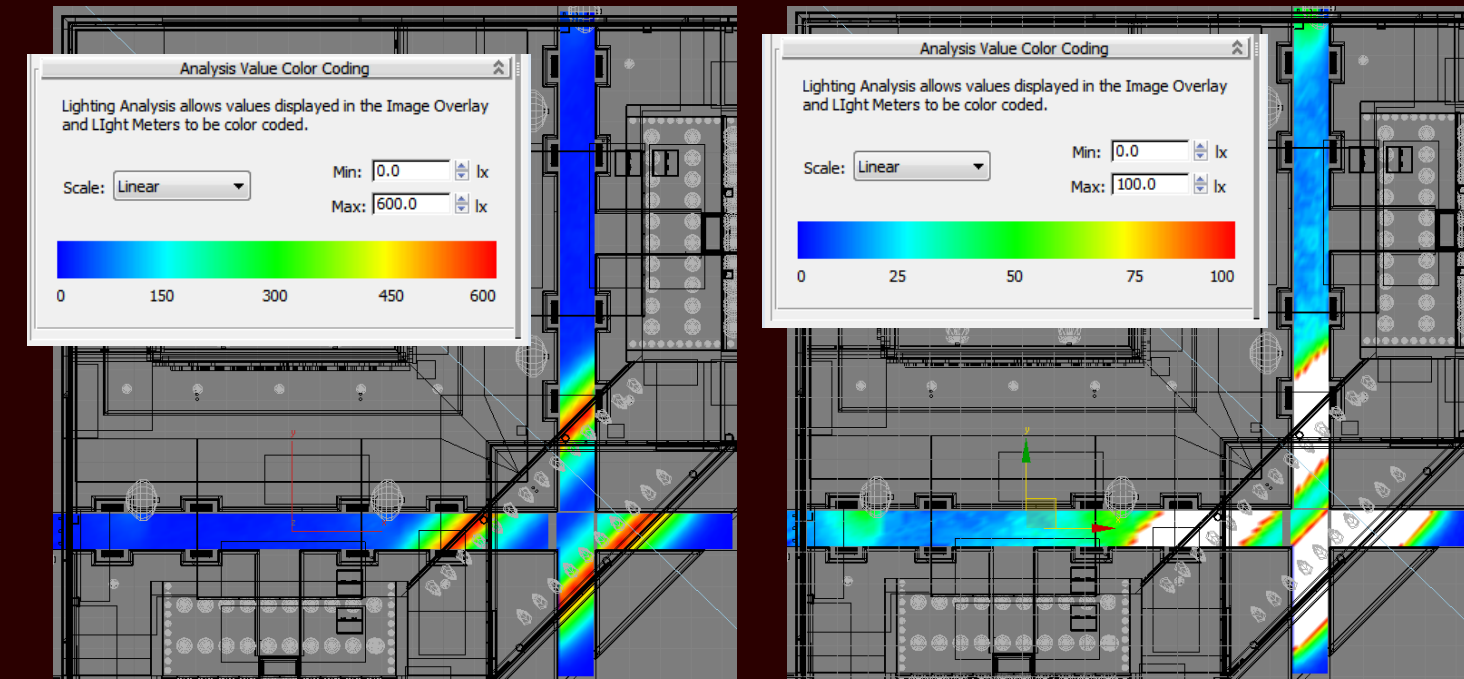 Analysis Value Color Coding
Lighting Analysis allows values displayed in the Image Overlay
and LIght Meters to be color coded.
Scale: Linear
Min: 0.0 lx
Max: 600.0 lx
0 150 300 450 600
Analysis Value Color Coding
Lighting Analysis allows values displayed in the Image Overlay
and LIght Meters to be color coded.
Scale: Linear
Min: 0.0 lx
Max: 100.0 lx
0 25 50 75 100
y
z
y